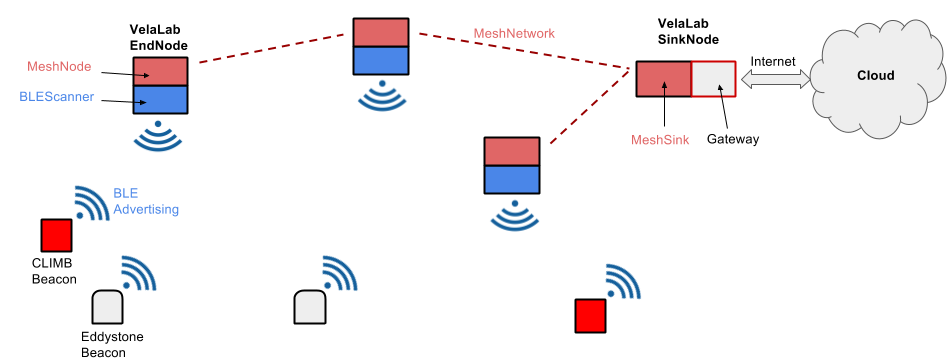 VelaLab
EndNode
MeshNode
BLEScanner
MeshNetwork
VelaLab
SinkNode
Internet
Cloud
MeshSink
Gateway
BLE
Advertising
CLIMB
Beacon
Eddystone
Beacon